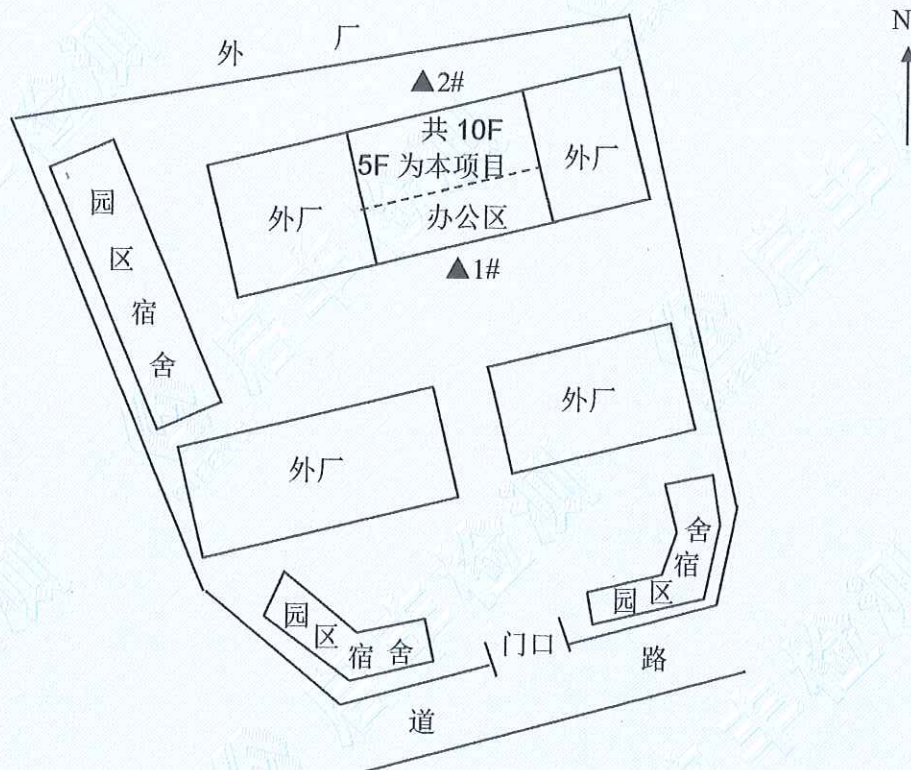 N
外 厂
▲2#
共 10F
5F 为本项目
外厂
外厂
办公区
▲1#
园区宿舍
外厂
外厂
园区宿舍
园区宿舍
门口
道 路